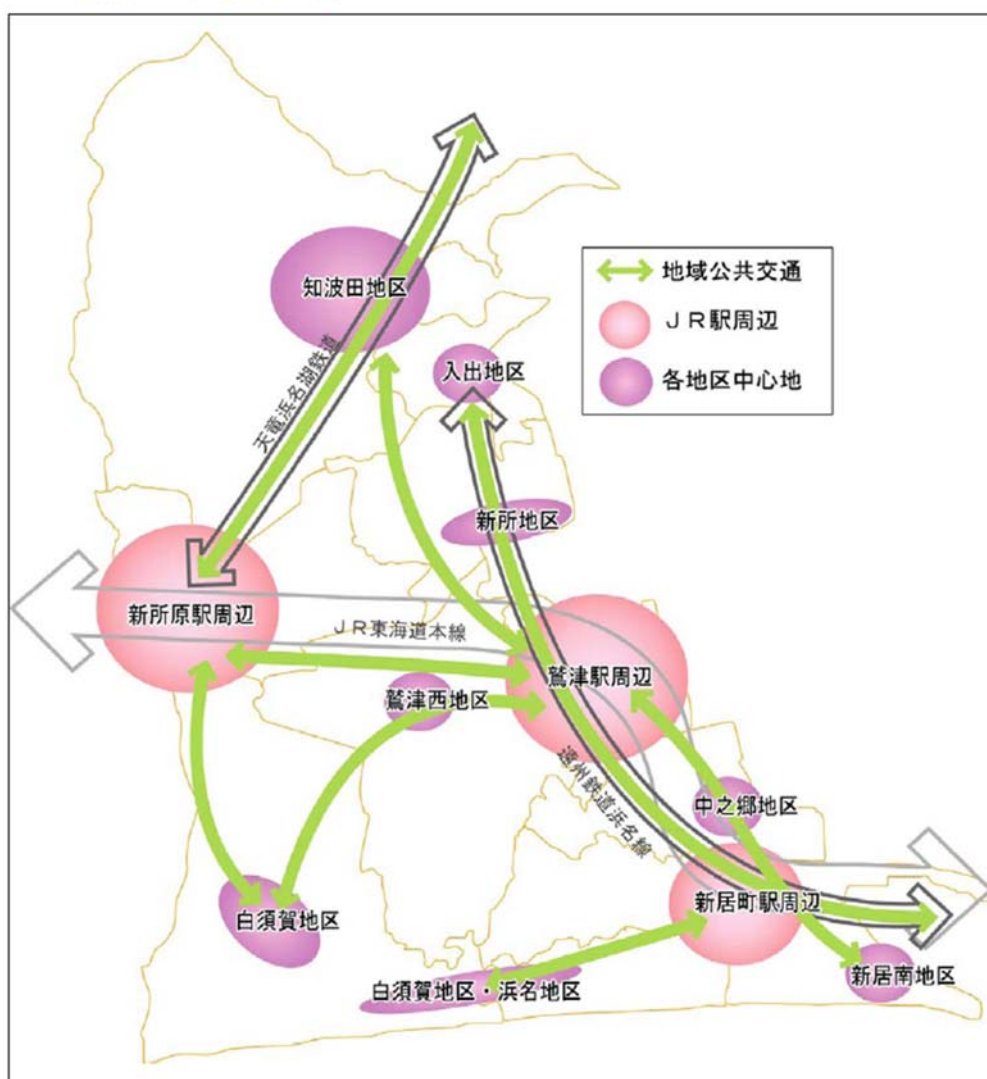 地域公共交通
JR駅周辺
各地区中心地
知波田地区
天竜浜名湖鉄道
入出地区
新所地区
新所原駅周辺
JR東海道本線
鷲津駅周辺
鷲津西地区
遠州鉄道浜名線
中之郷地区
新居町駅周辺
白須賀地区
白須賀地区・浜名地区
新居南地区